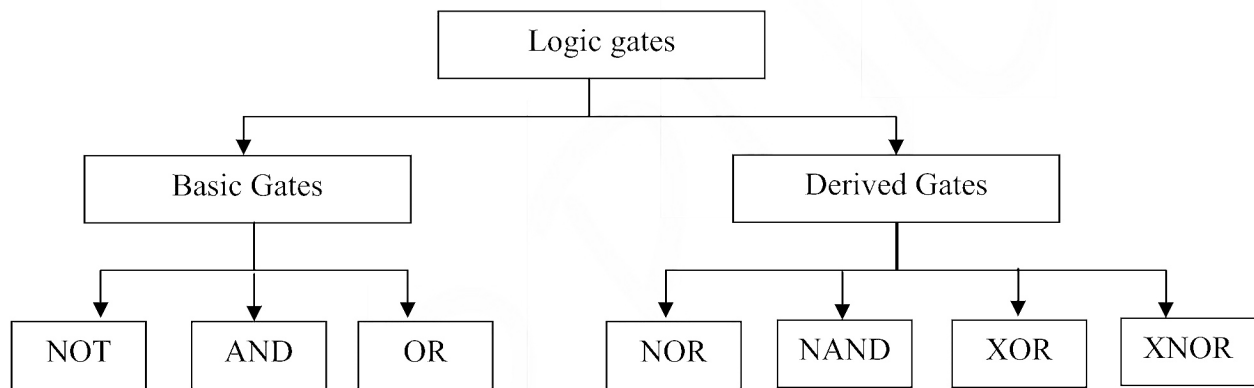 Logic gates
Basic Gates
Derived Gates
NOT
AND
OR
NOR
NAND
XOR
XNOR